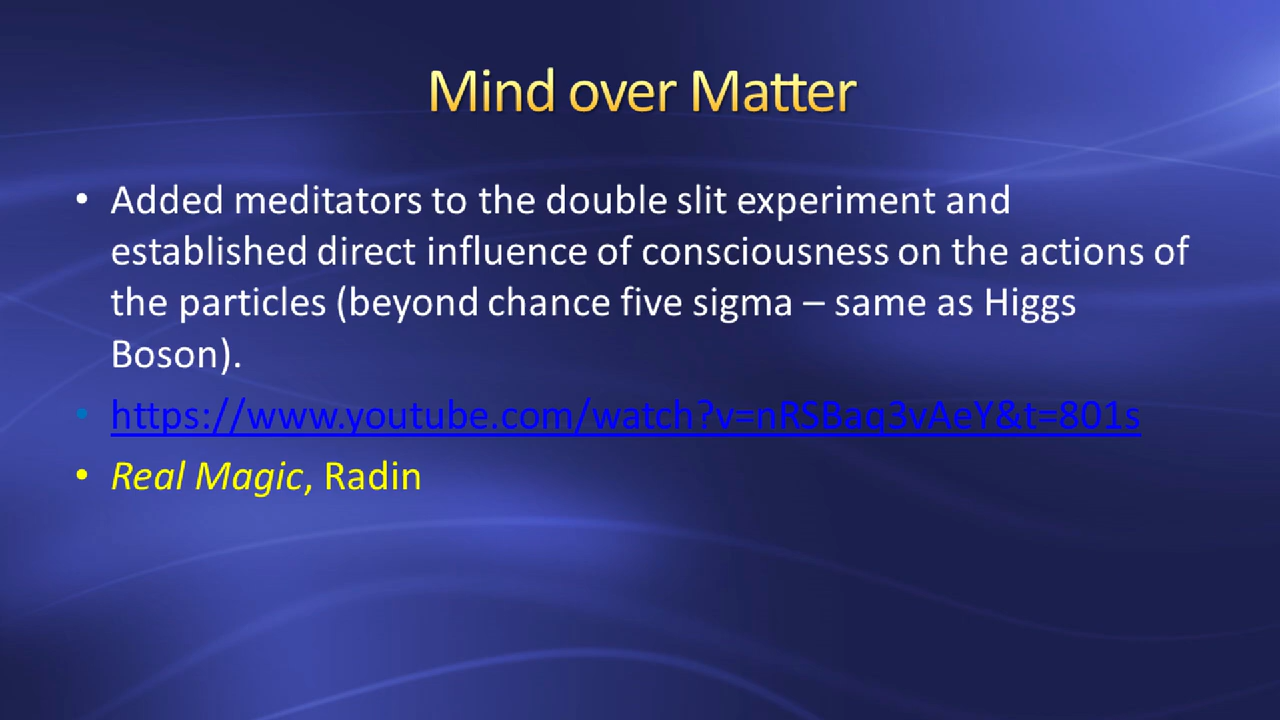 Mind over Matter
• Added meditators to the double slit experiment and
established direct influence of consciousness on the actions of
the particles (beyond chance five sigma – same as Higgs
Boson).
• https://www.youtube.com/watch?v=nRSBaq3vAeY&t=801s
• Real Magic, Radin